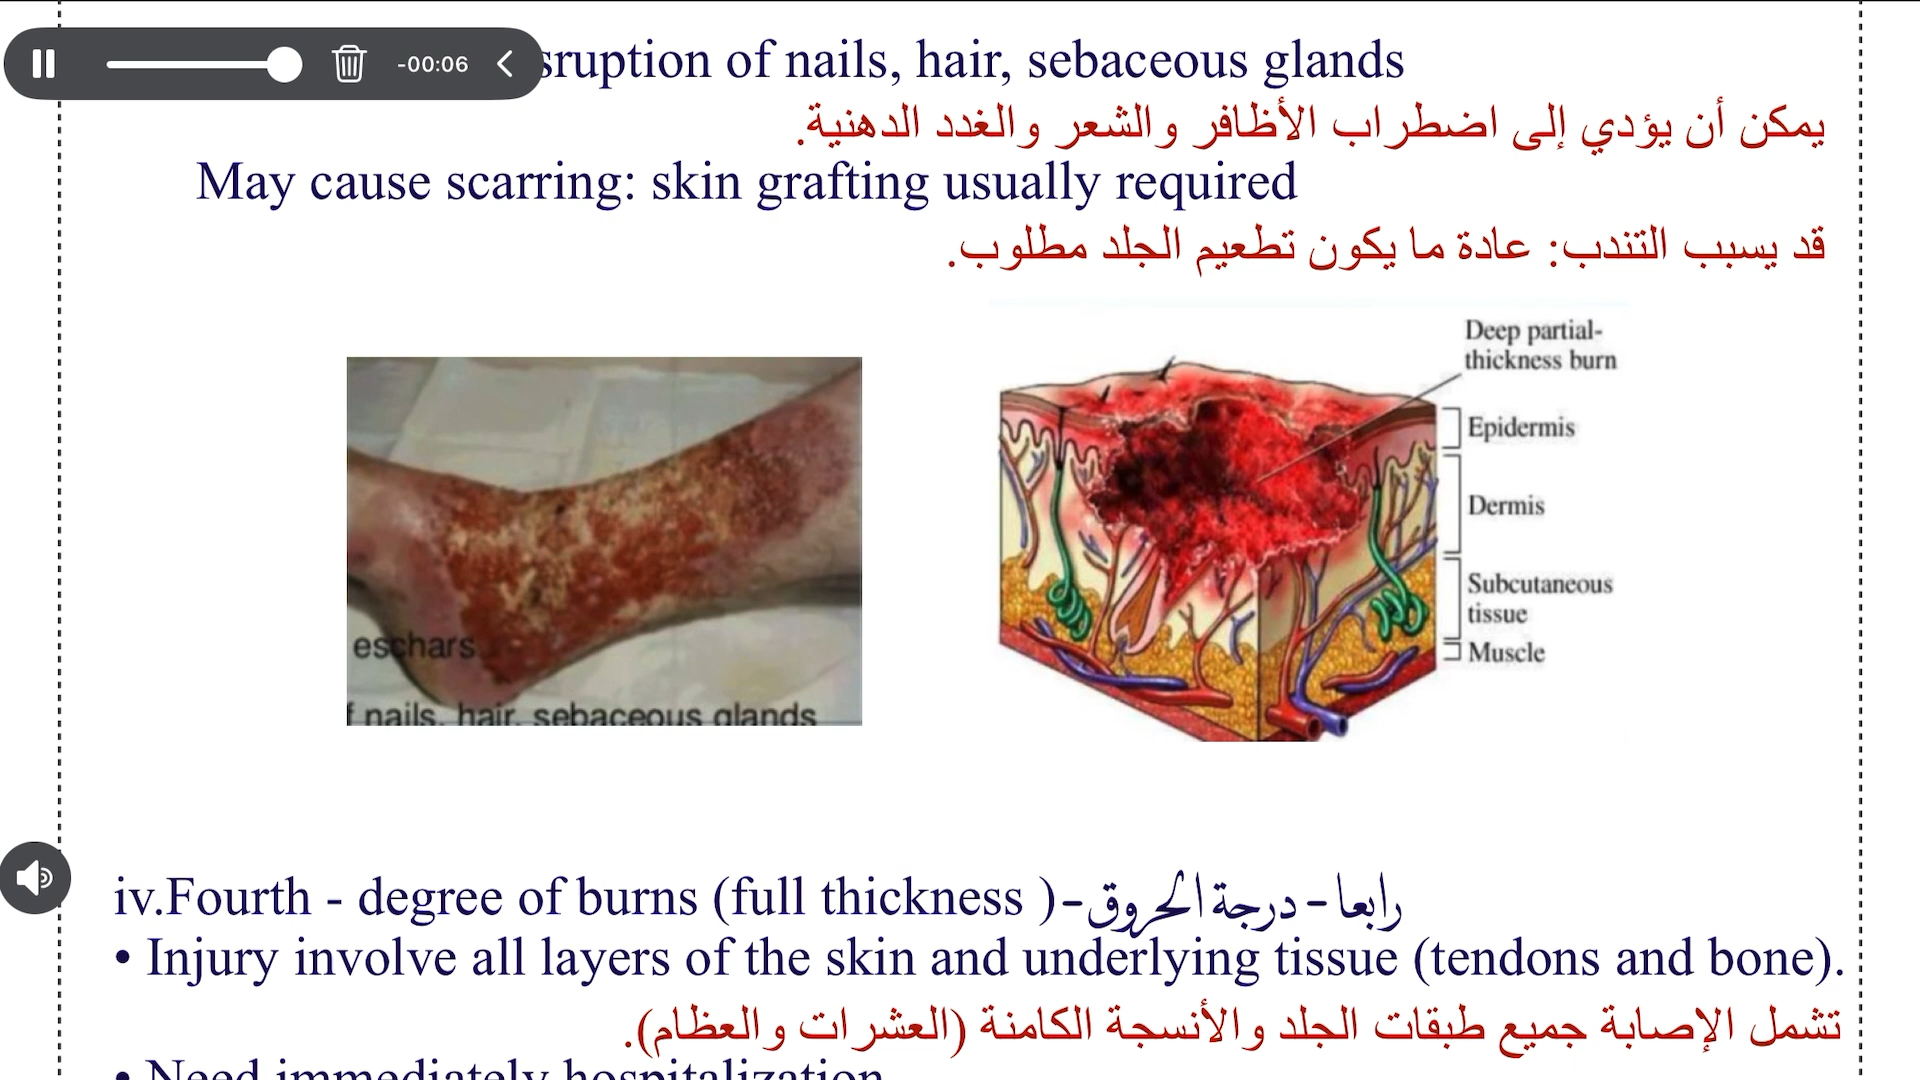 -00:06
sruption of nails, hair, sebaceous glands
يمكن أن يؤدي إلى اضطراب الأظافر والشعر والغدد الدهنية.
May cause scarring: skin grafting usually required
قد يسبب التندب: عادة ما يكون تطعيم الجلد مطلوب.
Deep partial-
thickness burn
Epidermis
Dermis
Subcutaneous
tissue
Muscle
eschars
f nails, hair, sebaceous glands
iv.Fourth - degree of burns (full thickness )-رابعا - درجة الحروق
• Injury involve all layers of the skin and underlying tissue (tendons and bone).
تشمل الإصابة جميع طبقات الجلد والأنسجة الكامنة (العشرات والعظام).
• Need immediately hospitalization